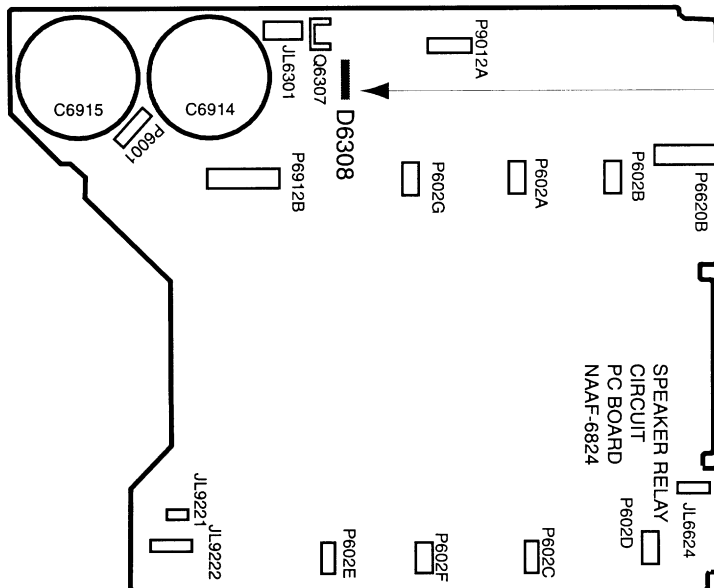 P9012A
JL6301
Q6307
C6915
C6914
P6001
D6308
P6912B
P602G
P602A
P602B
P6620B
SPEAKER RELAY
CIRCUIT
PC BOARD
NAAF-6824
JL9221
JL9222
P602E
P602F
P602C
P602D
JL6624